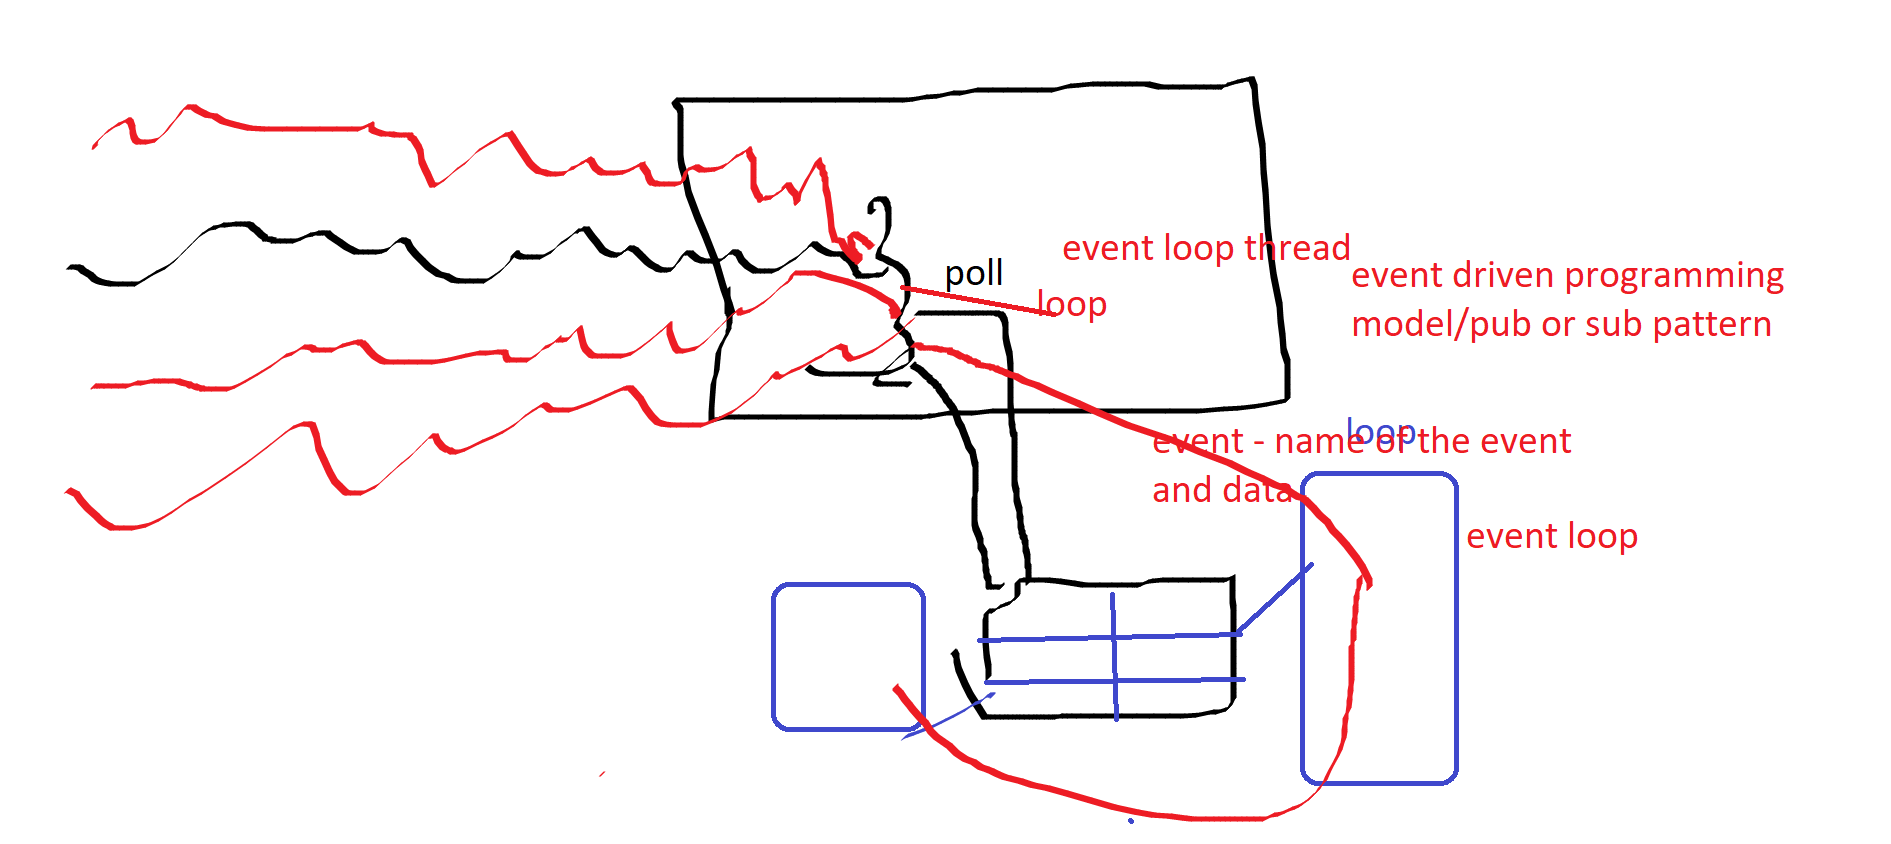 event loop thread
poll
loop
event driven programming
model/pub or sub pattern
loop
event - name of the event
and data
event loop